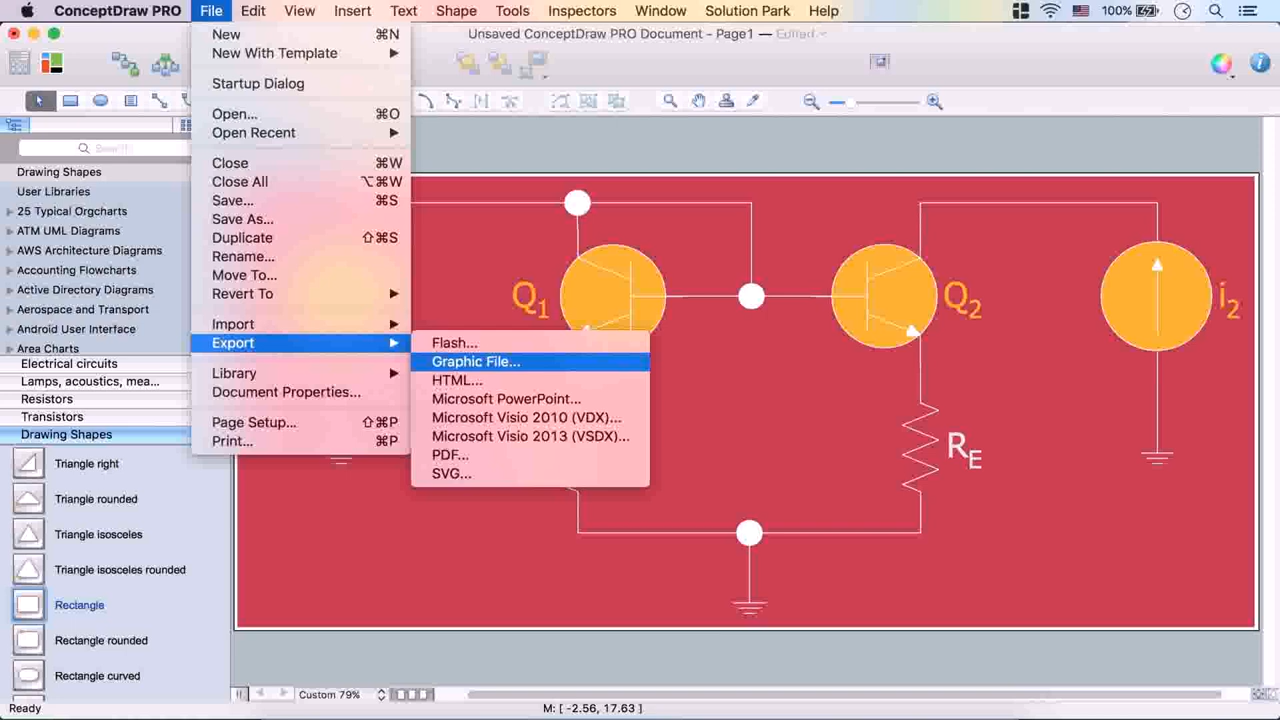 ConceptDraw PRO File Edit View Insert Text Shape Tools Inspectors Window Solution Park Help 100%
Unsaved ConceptDraw PRO Document - Page1 — Edited
New ⌘N
New With Template
Startup Dialog
Open... ⌘O
Open Recent
Close ⌘W
Close All ⌥⌘W
Save... ⌘S
Save As...
Duplicate ⇧⌘S
Rename...
Move To...
Revert To
Import
Export
Library
Document Properties...
Page Setup... ⇧⌘P
Print... ⌘P
Flash...
Graphic File...
HTML...
Microsoft PowerPoint...
Microsoft Visio 2010 (VDX)...
Microsoft Visio 2013 (VSDX)...
PDF...
SVG...
Search
Drawing Shapes
User Libraries
25 Typical Orgcharts
ATM UML Diagrams
AWS Architecture Diagrams
Accounting Flowcharts
Active Directory Diagrams
Aerospace and Transport
Android User Interface
Area Charts
Electrical circuits
Lamps, acoustics, mea...
Resistors
Transistors
Drawing Shapes
Triangle right
Triangle rounded
Triangle isosceles
Triangle isosceles rounded
Rectangle
Rectangle rounded
Rectangle curved
Q1
Q2
i2
RE
Custom 79%
Ready M: [ -2.56, 17.63 ]